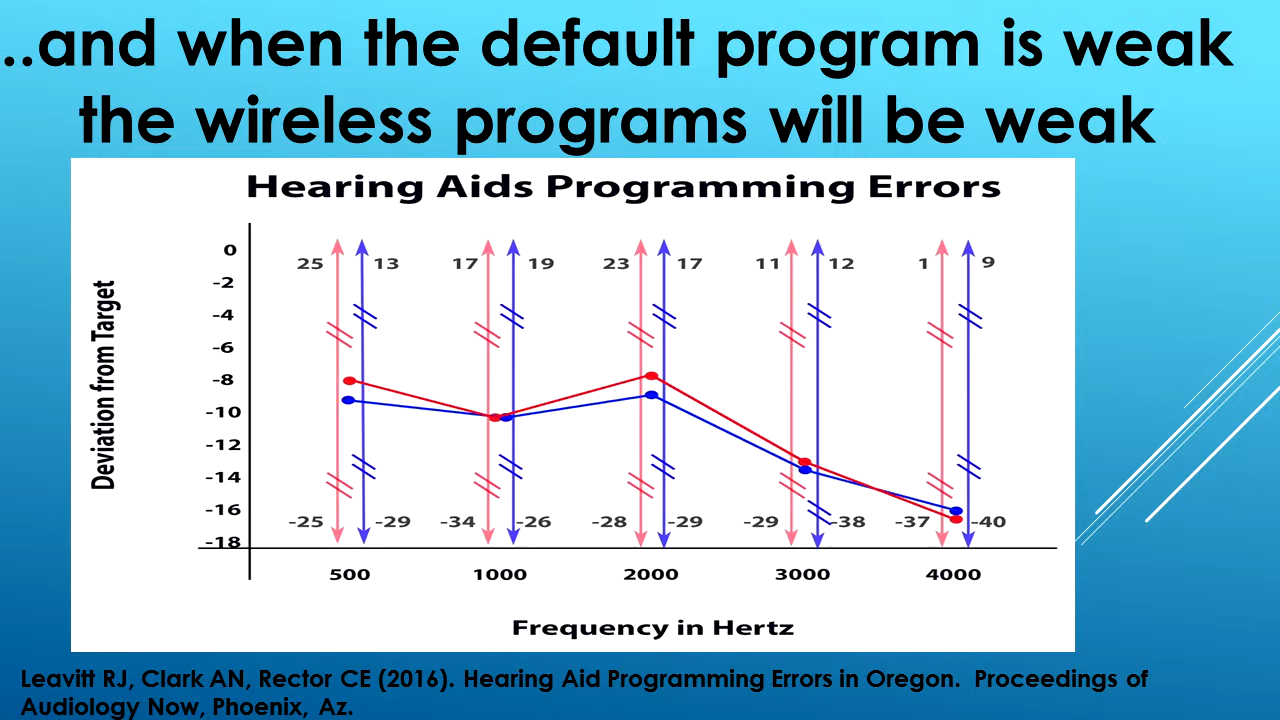 ..and when the default program is weak
the wireless programs will be weak
Hearing Aids Programming Errors
0
-2
-4
-6
-8
-10
-12
-14
-16
-18
Deviation from Target
25 13 17 19 23 17 11 12 1 9
-25 -29 -34 -26 -28 -29 -29 -38 -37 -40
500 1000 2000 3000 4000
Frequency in Hertz
Leavitt RJ, Clark AN, Rector CE (2016). Hearing Aid Programming Errors in Oregon. Proceedings of
Audiology Now, Phoenix, Az.